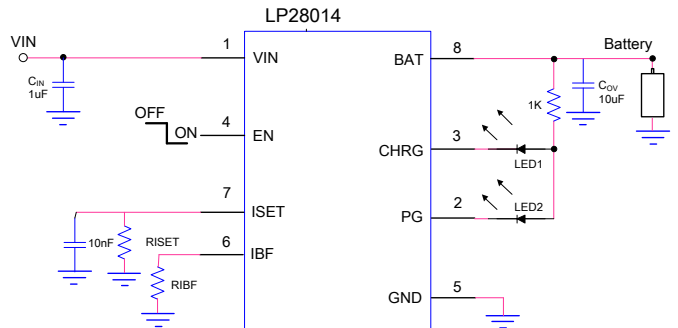 LP28014
VIN
1
VIN
BAT
8
Battery
CIN
1uF
COV
10uF
1K
OFF
ON
4
EN
CHRG
3
LED1
7
ISET
PG
2
LED2
10nF
RISET
6
IBF
RIBF
GND
5